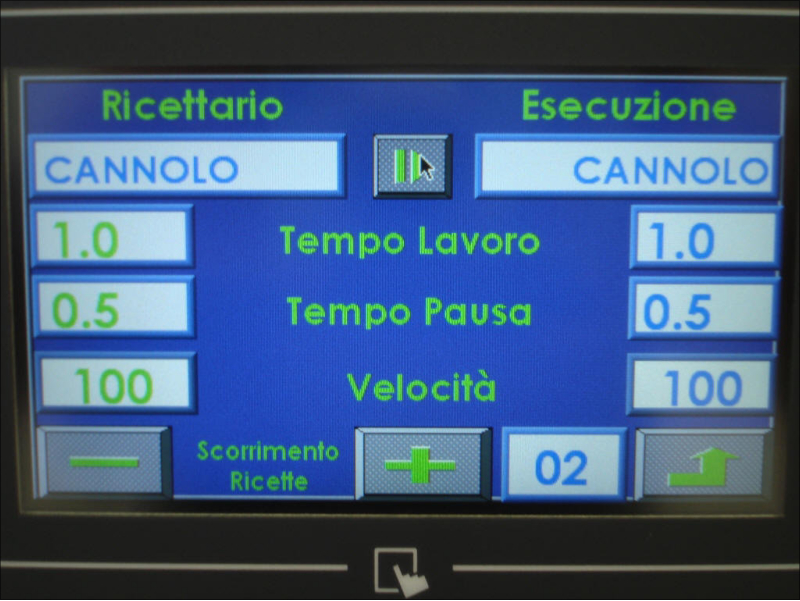 Ricettario Esecuzione
CANNOLO CANNOLO
1.0 Tempo Lavoro 1.0
0.5 Tempo Pausa 0.5
100 Velocità 100
Scorrimento
Ricette
02